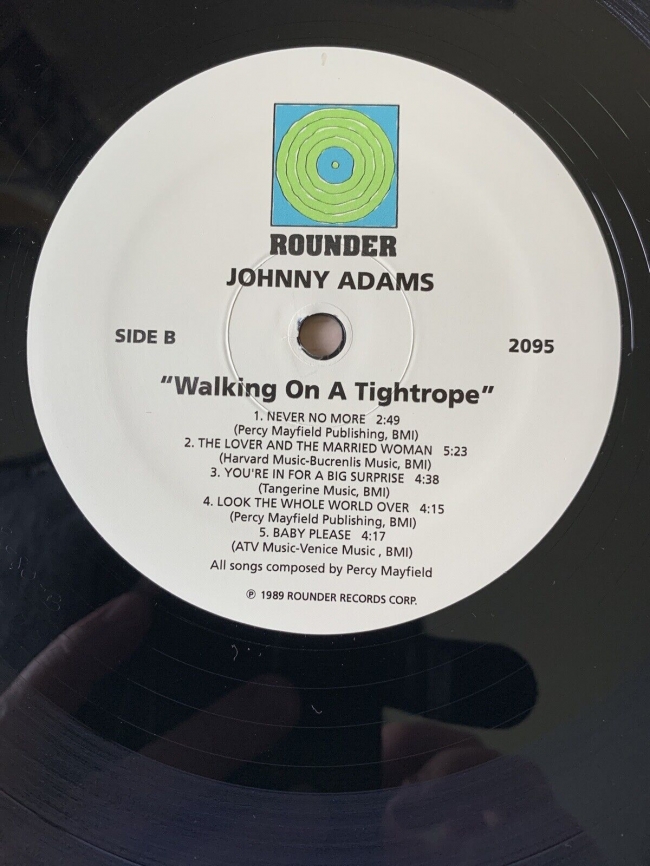 ROUNDER
JOHNNY ADAMS
SIDE B
2095
"Walking On A Tightrope"
1. NEVER NO MORE 2:49
(Percy Mayfield Publishing, BMI)
2. THE LOVER AND THE MARRIED WOMAN 5:23
(Harvard Music-Bucrenlis Music, BMI)
3. YOU'RE IN FOR A BIG SURPRISE 4:38
(Tangerine Music, BMI)
4. LOOK THE WHOLE WORLD OVER 4:15
(Percy Mayfield Publishing, BMI)
5. BABY PLEASE 4:17
(ATV Music-Venice Music , BMI)
All songs composed by Percy Mayfield
℗ 1989 ROUNDER RECORDS CORP.